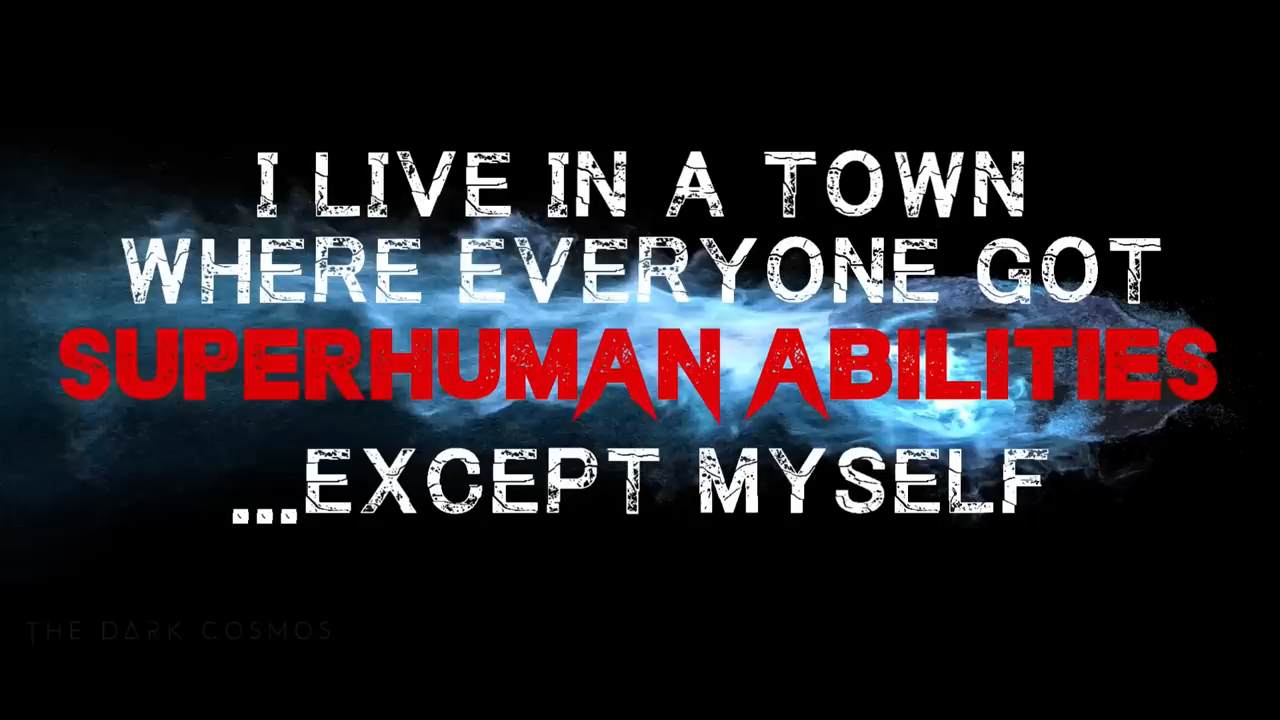 I LIVE IN A TOWN
WHERE EVERYONE GOT
SUPERHUMAN ABILITIES
...EXCEPT MYSELF
THE DARK COSMOS